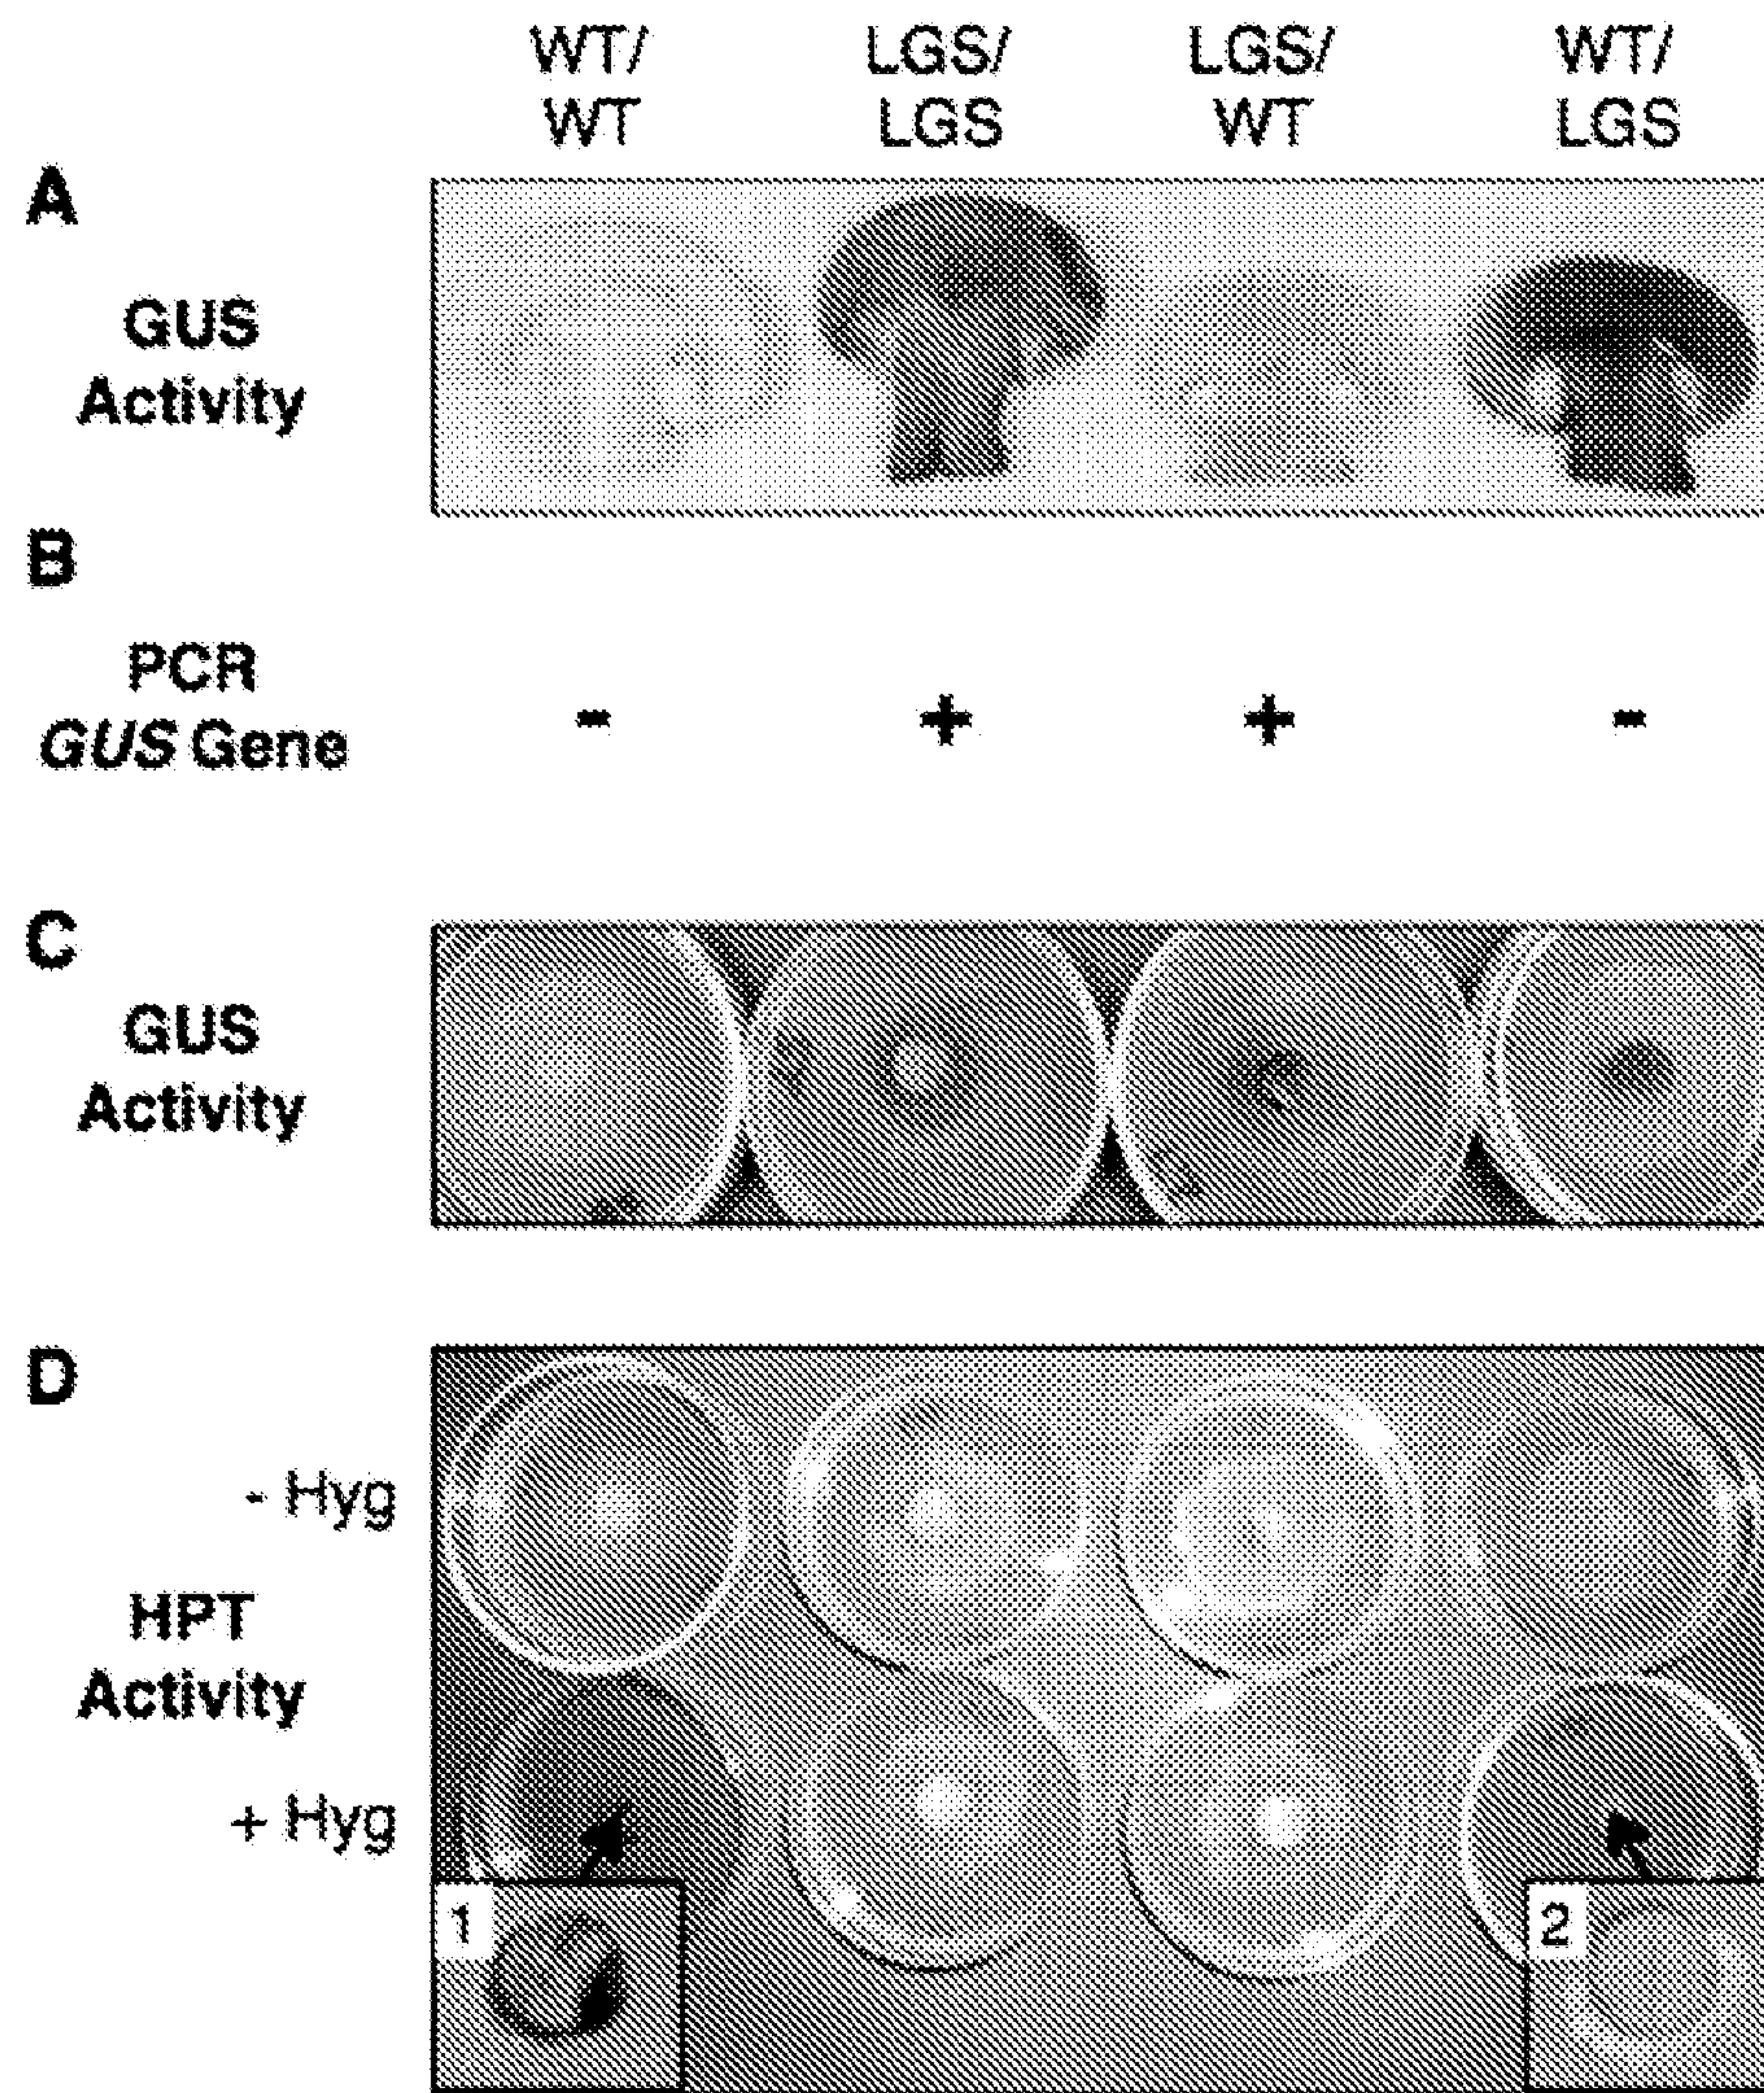 WT/ LGS/ LGS/ WT/
WT LGS WT LGS
A
GUS
Activity
B
PCR
GUS Gene
- + + -
C
GUS
Activity
D
- Hyg
HPT
Activity
+ Hyg
1 2